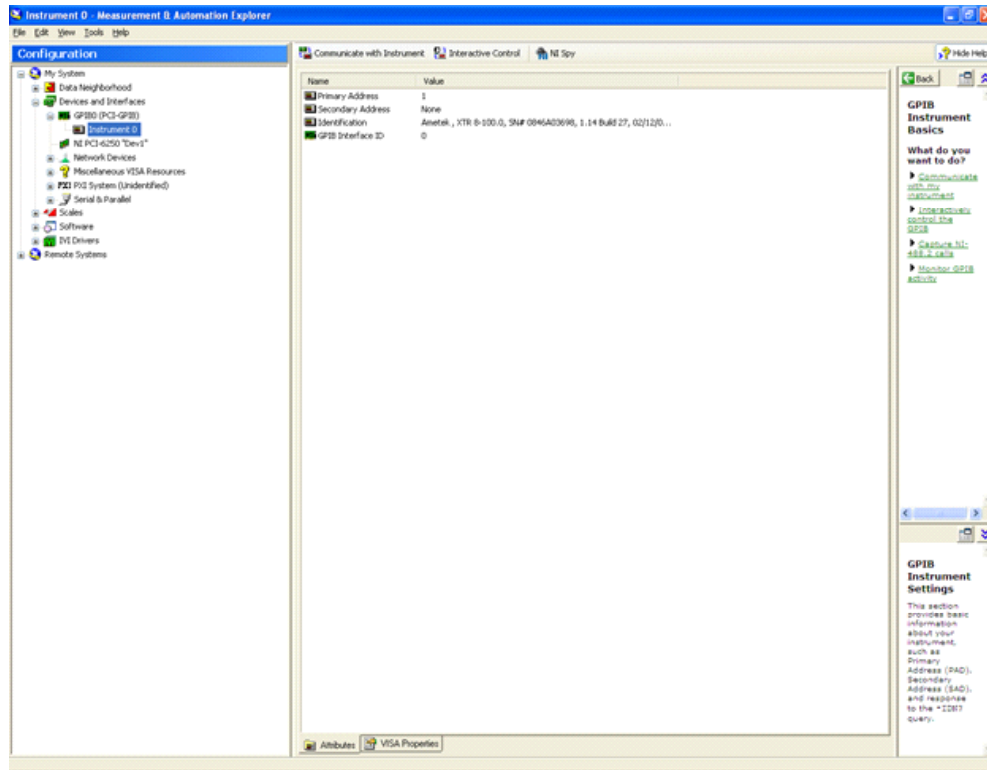 Instrument 0 - Measurement & Automation Explorer
File Edit View Tools Help
Configuration
My System
Data Neighborhood
Devices and Interfaces
GPIB0 (PCI-GPIB)
Instrument 0
NI PCI-6250 "Dev1"
Network Devices
Miscellaneous VISA Resources
PXI PXI System (Unidentified)
Serial & Parallel
Scales
Software
IVI Drivers
Remote Systems
Communicate with Instrument Interactive Control NI Spy
Hide Help
Name Value
Primary Address 1
Secondary Address None
Identification Ametek , XTR 8-100.0, SN# 0846A03698, 1.14 Build 27, 02/12/0...
GPIB Interface ID 0
Attributes VISA Properties
Back
GPIB
Instrument
Basics
What do you
want to do?
Communicate
with my
instrument
Interactively
control the
GPIB
Capture NI-
488.2 calls
Monitor GPIB
activity
GPIB
Instrument
Settings
This section
provides basic
information
about your
instrument,
such as
Primary
Address (PAD),
Secondary
Address (SAD),
and response
to the *IDN?
query.